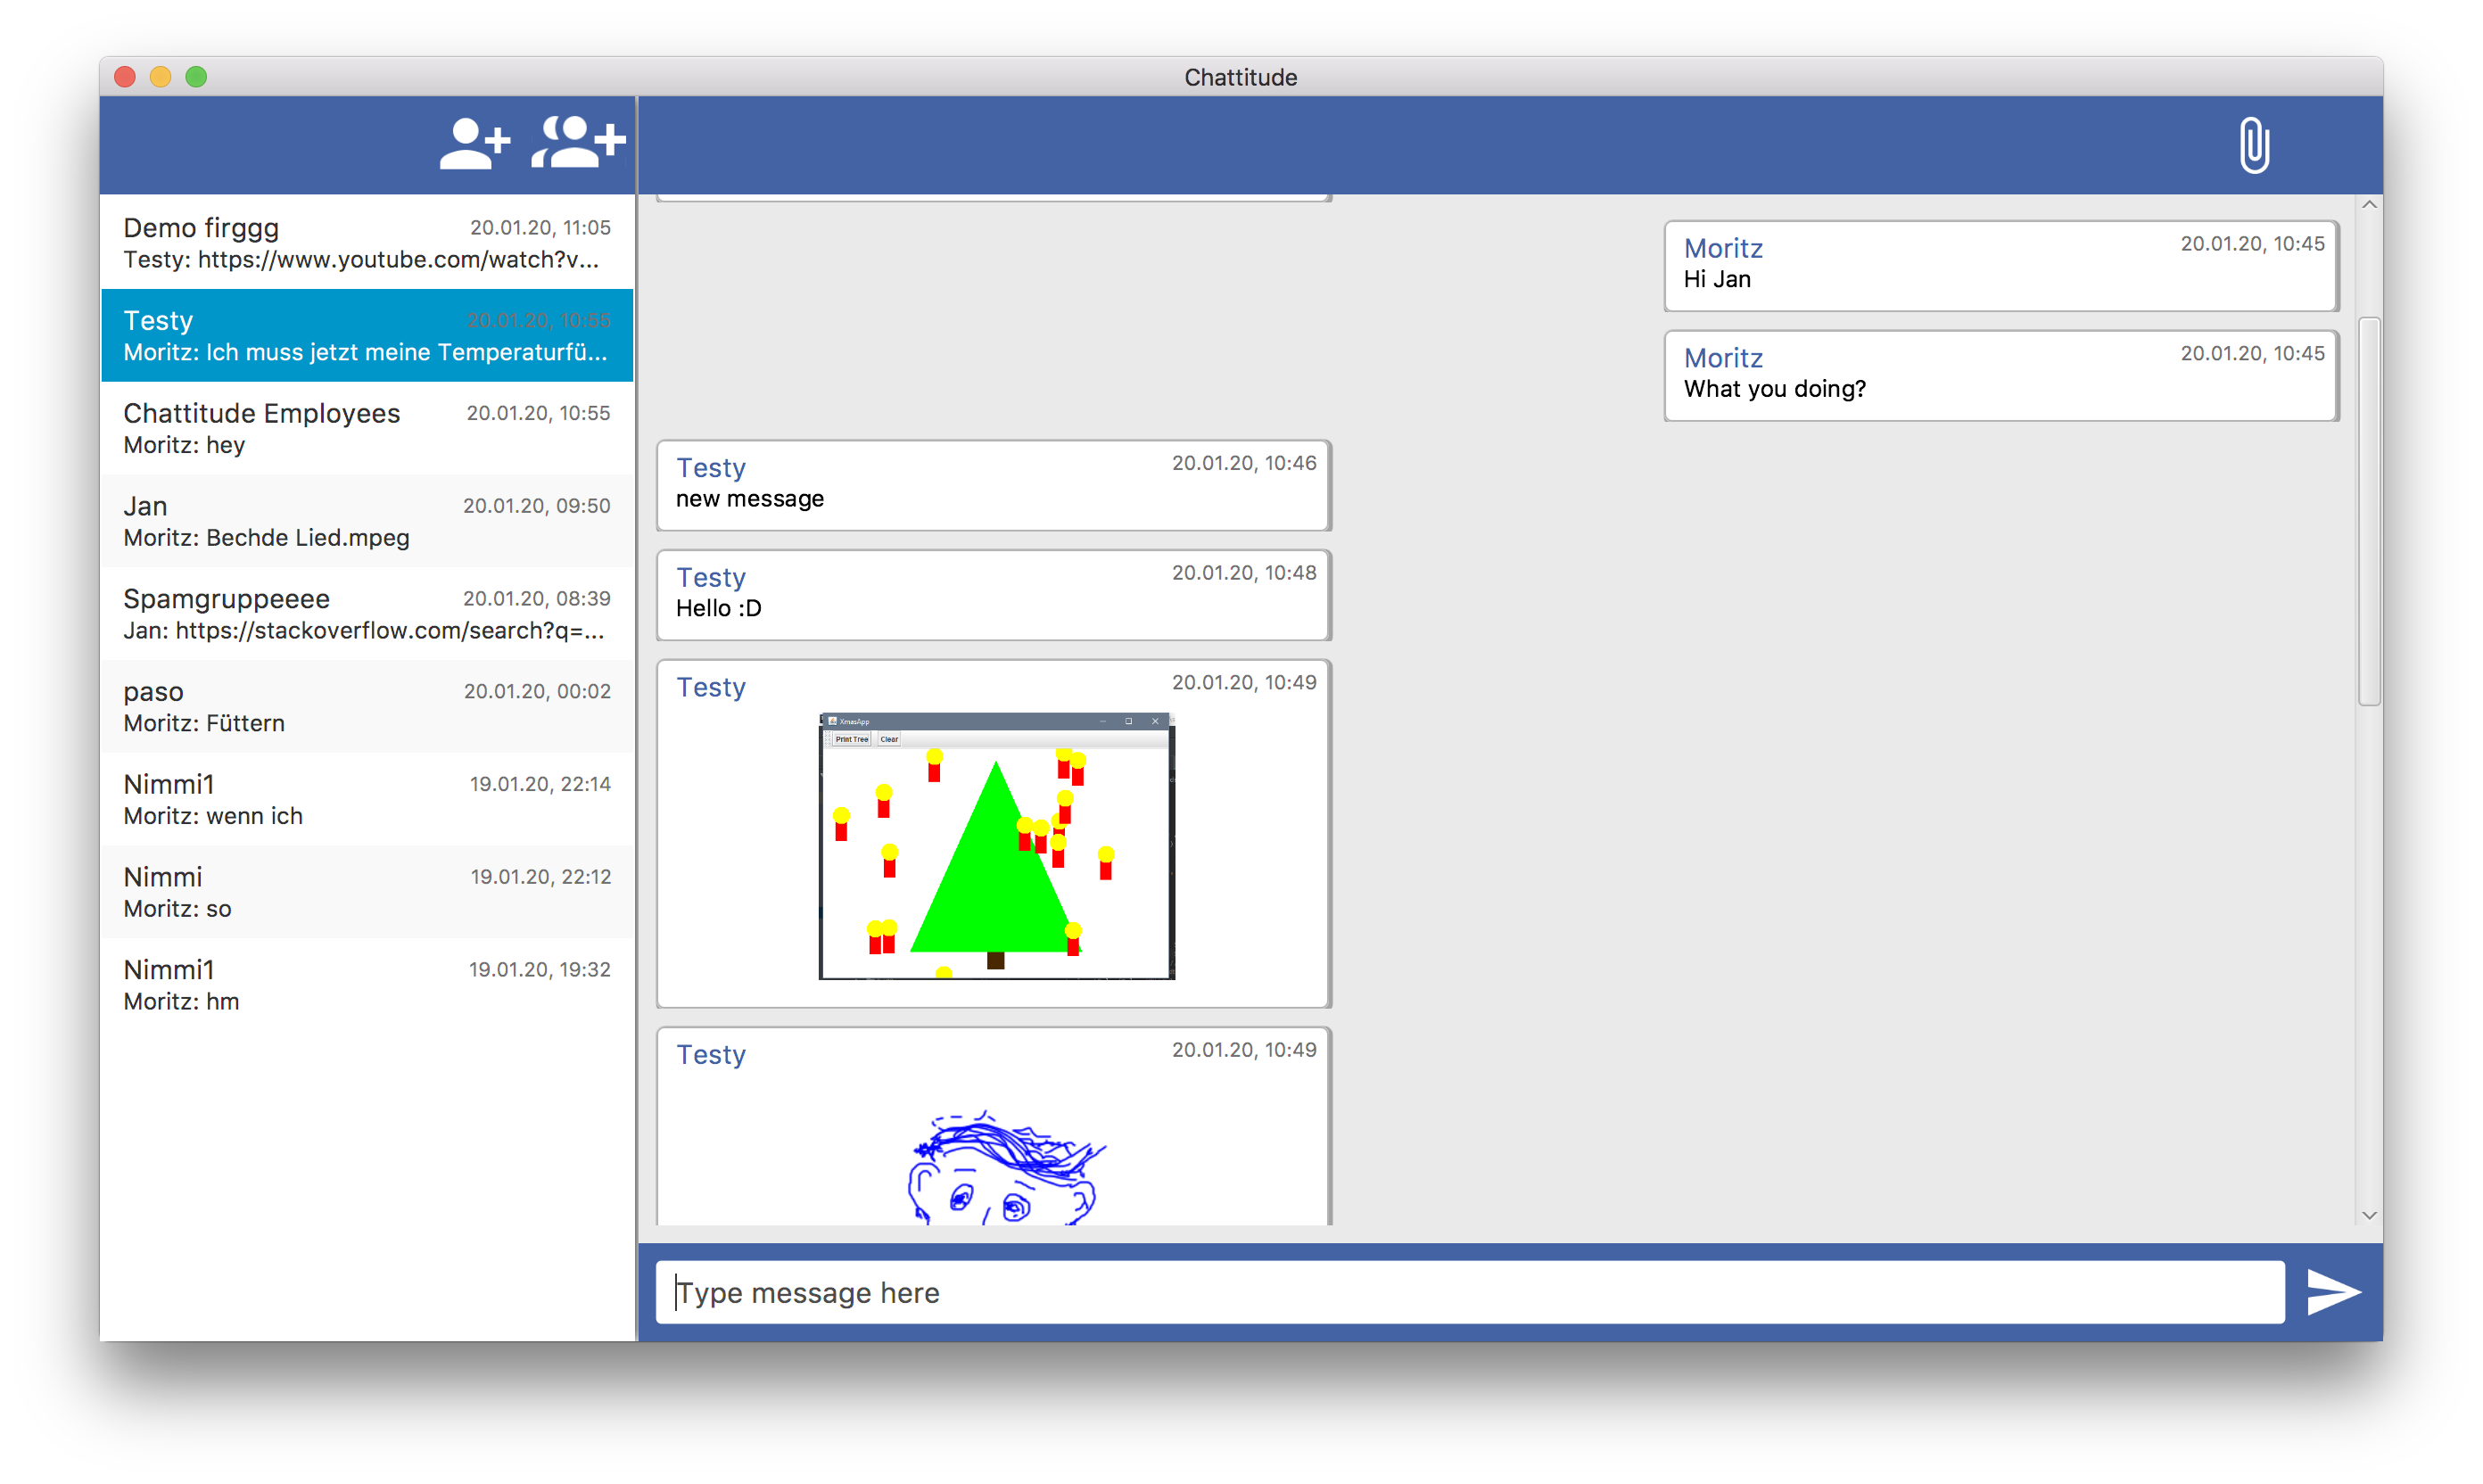 Chattitude
Demo firggg 20.01.20, 11:05
Testy: https://www.youtube.com/watch?v...
Testy 20.01.20, 10:55
Moritz: Ich muss jetzt meine Temperaturfü...
Chattitude Employees 20.01.20, 10:55
Moritz: hey
Jan 20.01.20, 09:50
Moritz: Bechde Lied.mpeg
Spamgruppeeee 20.01.20, 08:39
Jan: https://stackoverflow.com/search?q=...
paso 20.01.20, 00:02
Moritz: Füttern
Nimmi1 19.01.20, 22:14
Moritz: wenn ich
Nimmi 19.01.20, 22:12
Moritz: so
Nimmi1 19.01.20, 19:32
Moritz: hm
Moritz 20.01.20, 10:45
Hi Jan
Moritz 20.01.20, 10:45
What you doing?
Testy 20.01.20, 10:46
new message
Testy 20.01.20, 10:48
Hello :D
Testy 20.01.20, 10:49
XmasApp
Print Tree Clear
Testy 20.01.20, 10:49
Type message here